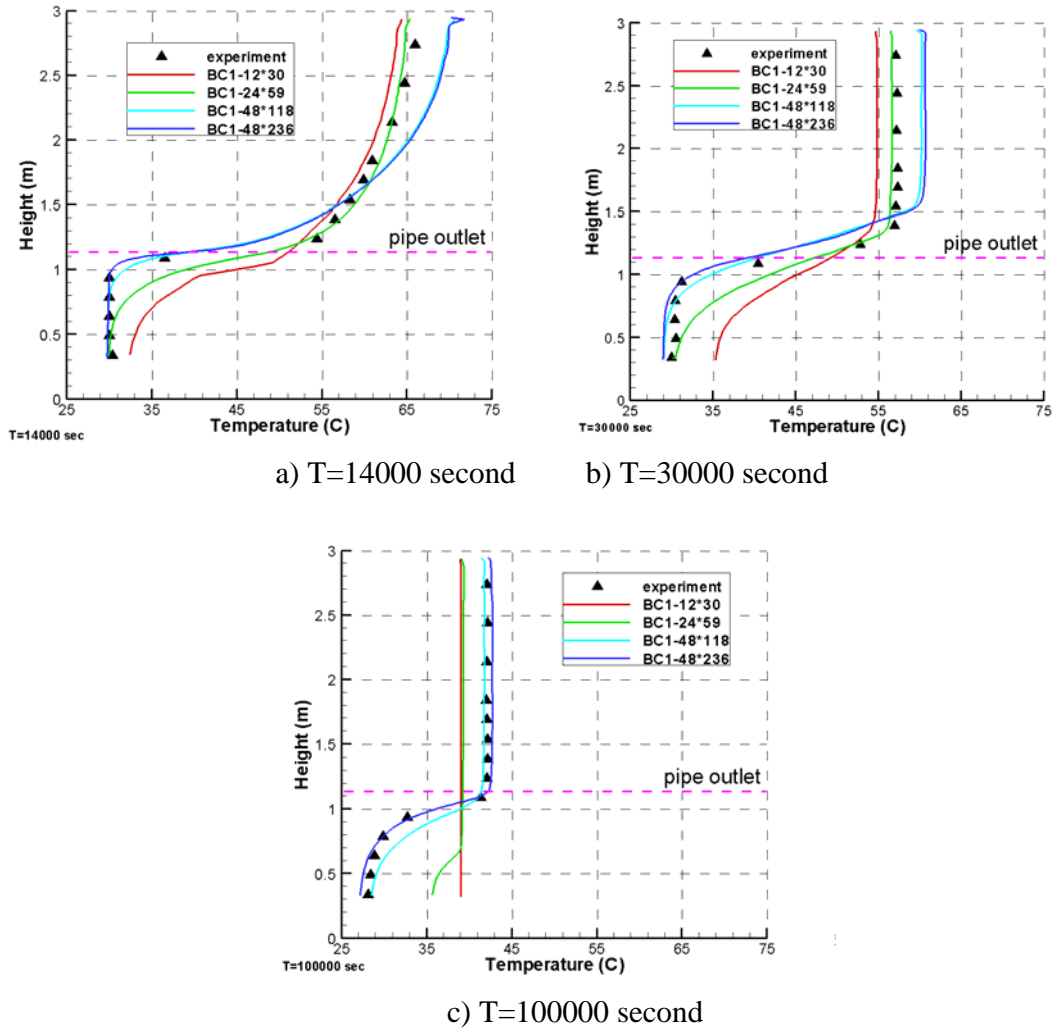 3
experiment
BC1-12*30
BC1-24*59
BC1-48*118
BC1-48*236
2.5
2
Height (m)
1.5
pipe outlet
1
0.5
0
25 35 45 55 65 75
Temperature (C)
T=14000 sec
a) T=14000 second
3
experiment
BC1-12*30
BC1-24*59
BC1-48*118
BC1-48*236
2.5
2
Height (m)
1.5
pipe outlet
1
0.5
0
25 35 45 55 65 75
Temperature (C)
T=30000 sec
b) T=30000 second
3
experiment
BC1-12*30
BC1-24*59
BC1-48*118
BC1-48*236
2.5
2
Height (m)
1.5
pipe outlet
1
0.5
0
25 35 45 55 65 75
Temperature (C)
T=100000 sec
c) T=100000 second